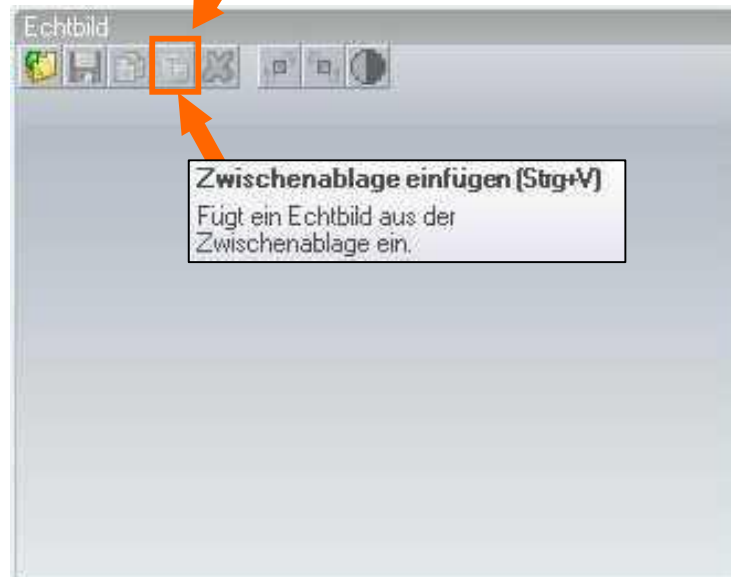 Echtbild
Zwischenablage einfügen (Strg+V)
Fügt ein Echtbild aus der
Zwischenablage ein.